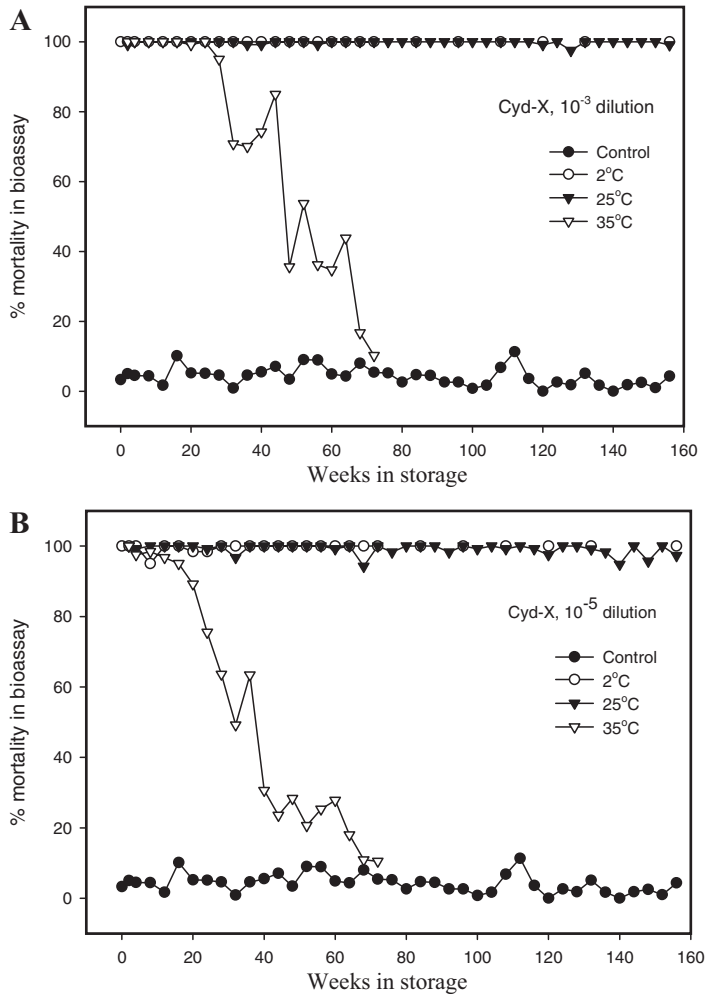 A
100
80
60
40
20
0
% mortality in bioassay
Cyd-X, 10⁻³ dilution
Control
2°C
25°C
35°C
0 20 40 60 80 100 120 140 160
Weeks in storage
B
100
80
60
40
20
0
% mortality in bioassay
Cyd-X, 10⁻⁵ dilution
Control
2°C
25°C
35°C
0 20 40 60 80 100 120 140 160
Weeks in storage